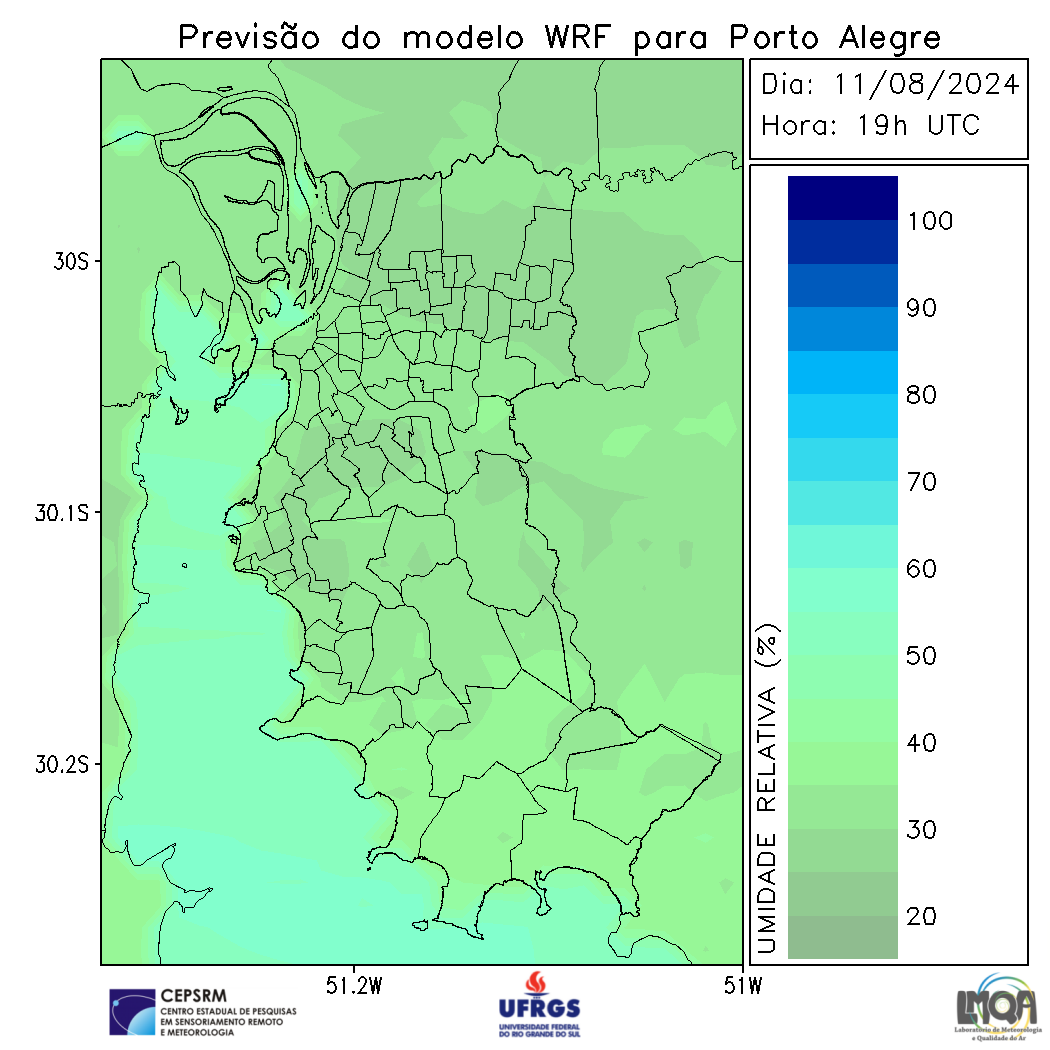 Previsão do modelo WRF para Porto Alegre
Dia: 11/08/2024
Hora: 19h UTC
100
90
80
70
60
50
40
30
20
UMIDADE RELATIVA (%)
30S
30.1S
30.2S
51.2W
51W
CEPSRM
CENTRO ESTADUAL DE PESQUISAS
EM SENSORIAMENTO REMOTO
E METEOROLOGIA
UFRGS
UNIVERSIDADE FEDERAL
DO RIO GRANDE DO SUL
LMQA
Laboratório de Meteorologia
e Qualidade do Ar